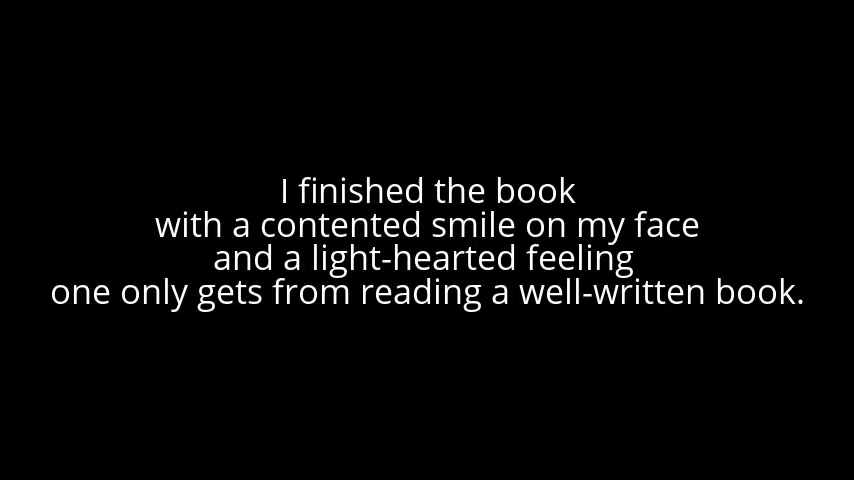 I finished the book
with a contented smile on my face
and a light-hearted feeling
one only gets from reading a well-written book.